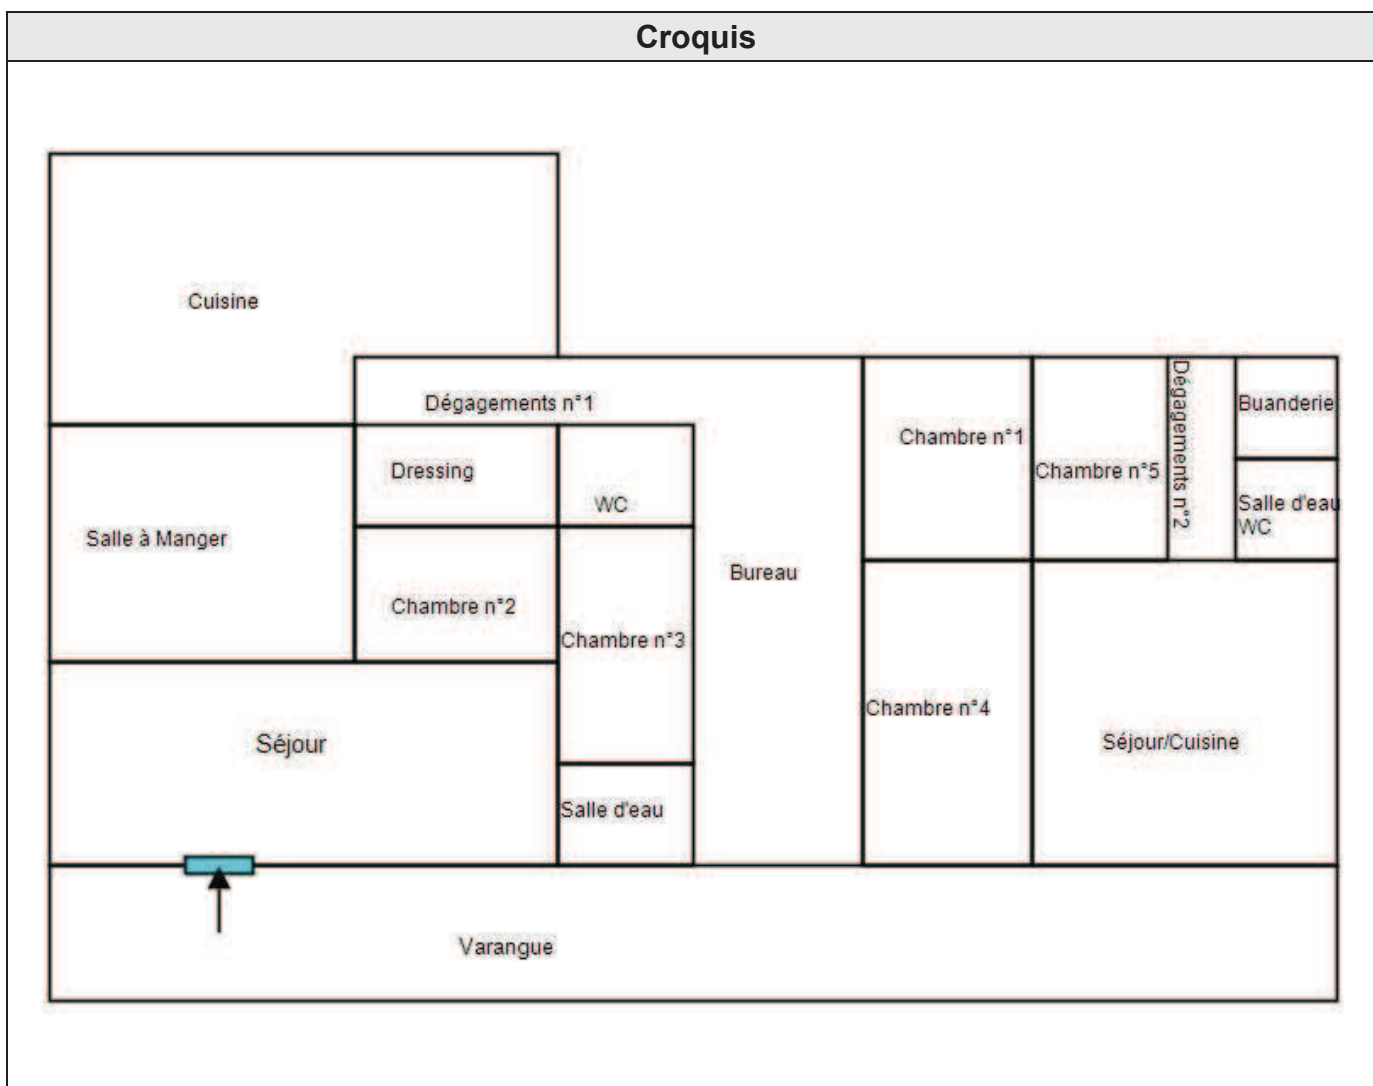 Croquis
Cuisine
Dégagements n°1
Dégagements n°2
Buanderie
Chambre n°1
Dressing
Chambre n°5
WC
Salle d'eau
WC
Salle à Manger
Bureau
Chambre n°2
Chambre n°3
Chambre n°4
Séjour
Séjour/Cuisine
Salle d'eau
Varangue